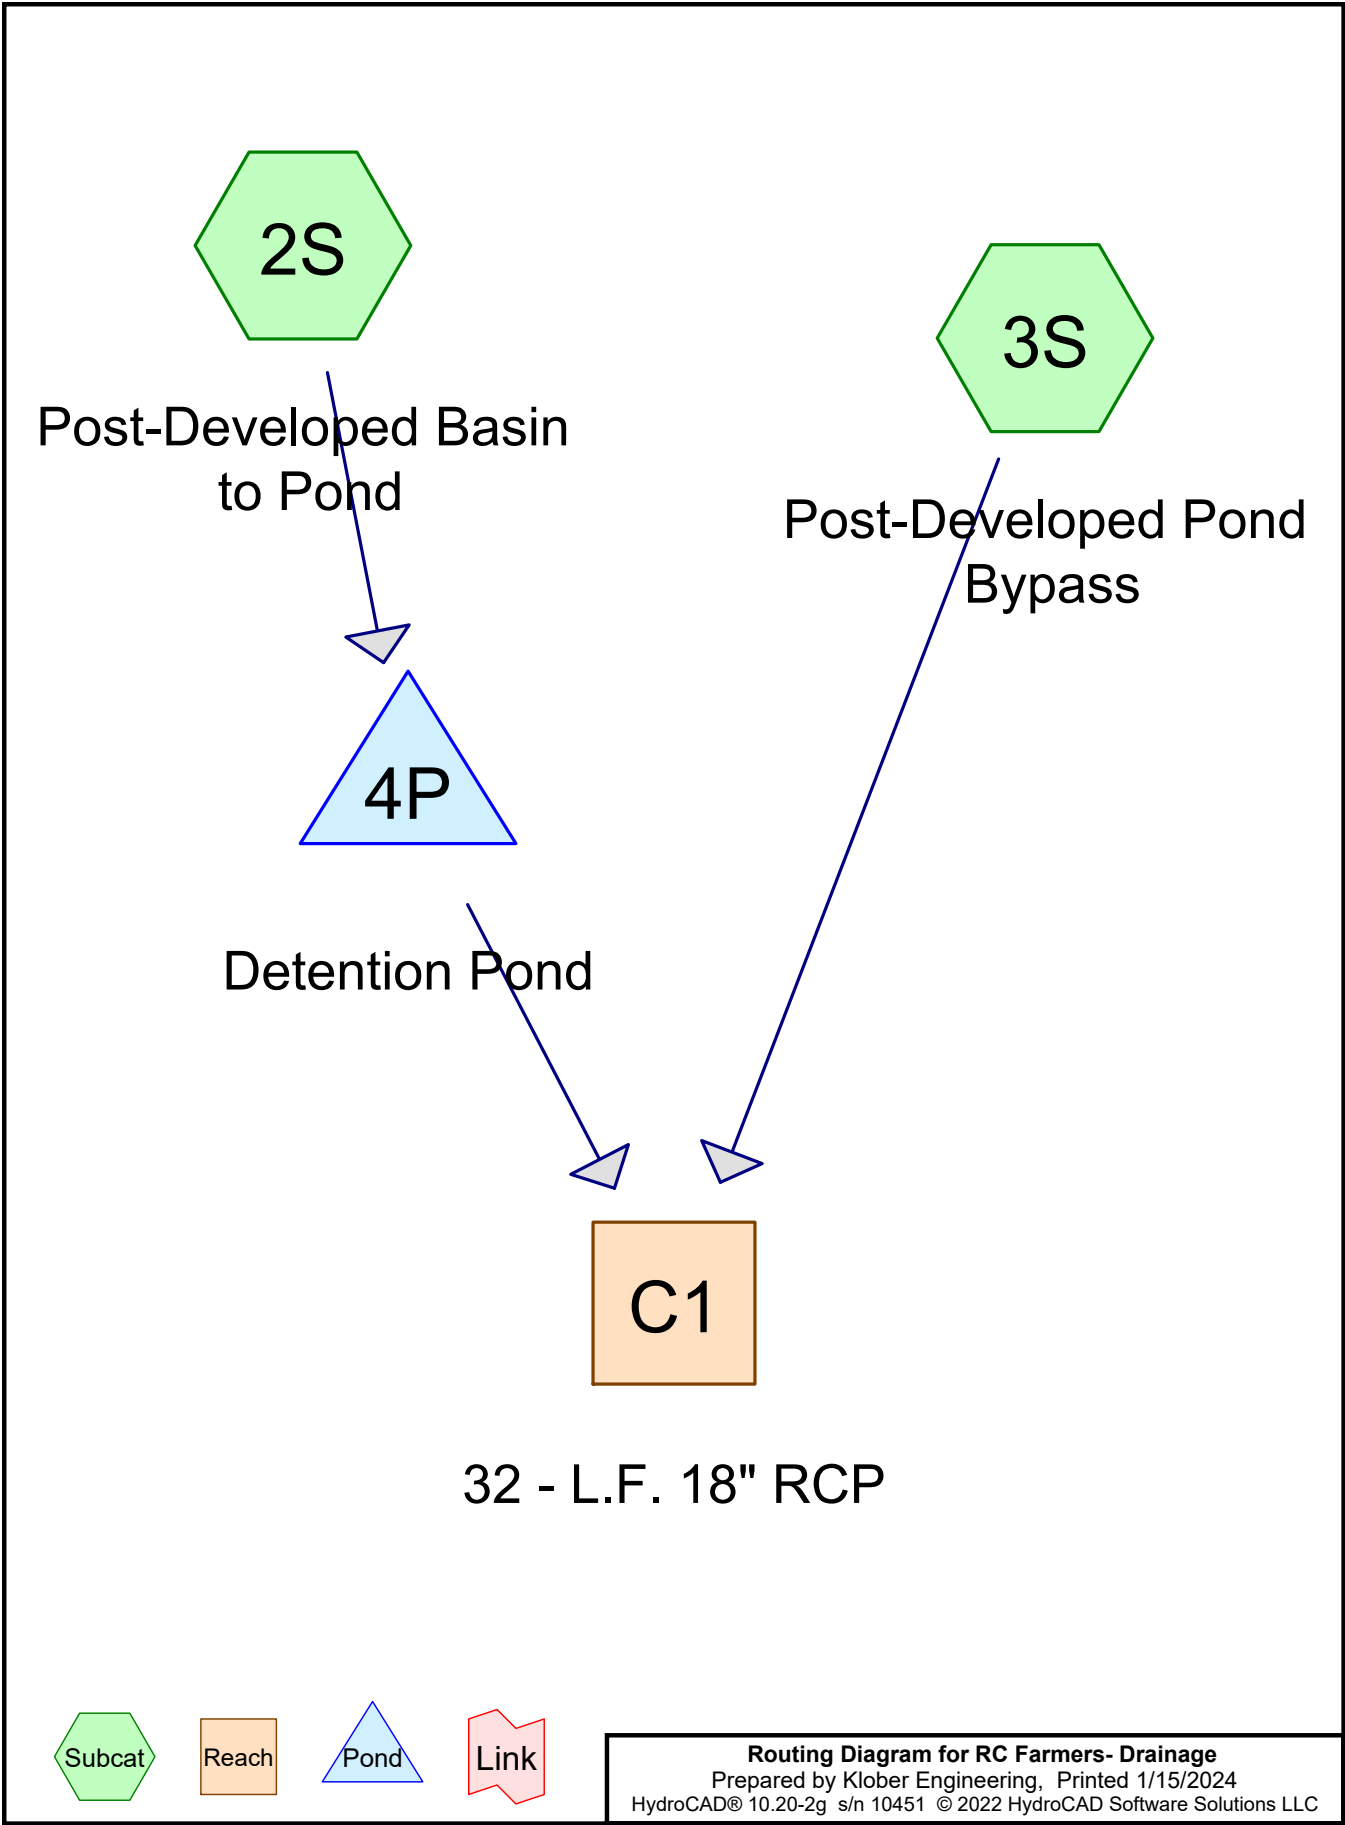 2S
Post-Developed Basin
to Pond
3S
Post-Developed Pond
Bypass
4P
Detention Pond
C1
32 - L.F. 18" RCP
Subcat
Reach
Pond
Link
Routing Diagram for RC Farmers- Drainage
Prepared by Klober Engineering, Printed 1/15/2024
HydroCAD® 10.20-2g s/n 10451 © 2022 HydroCAD Software Solutions LLC